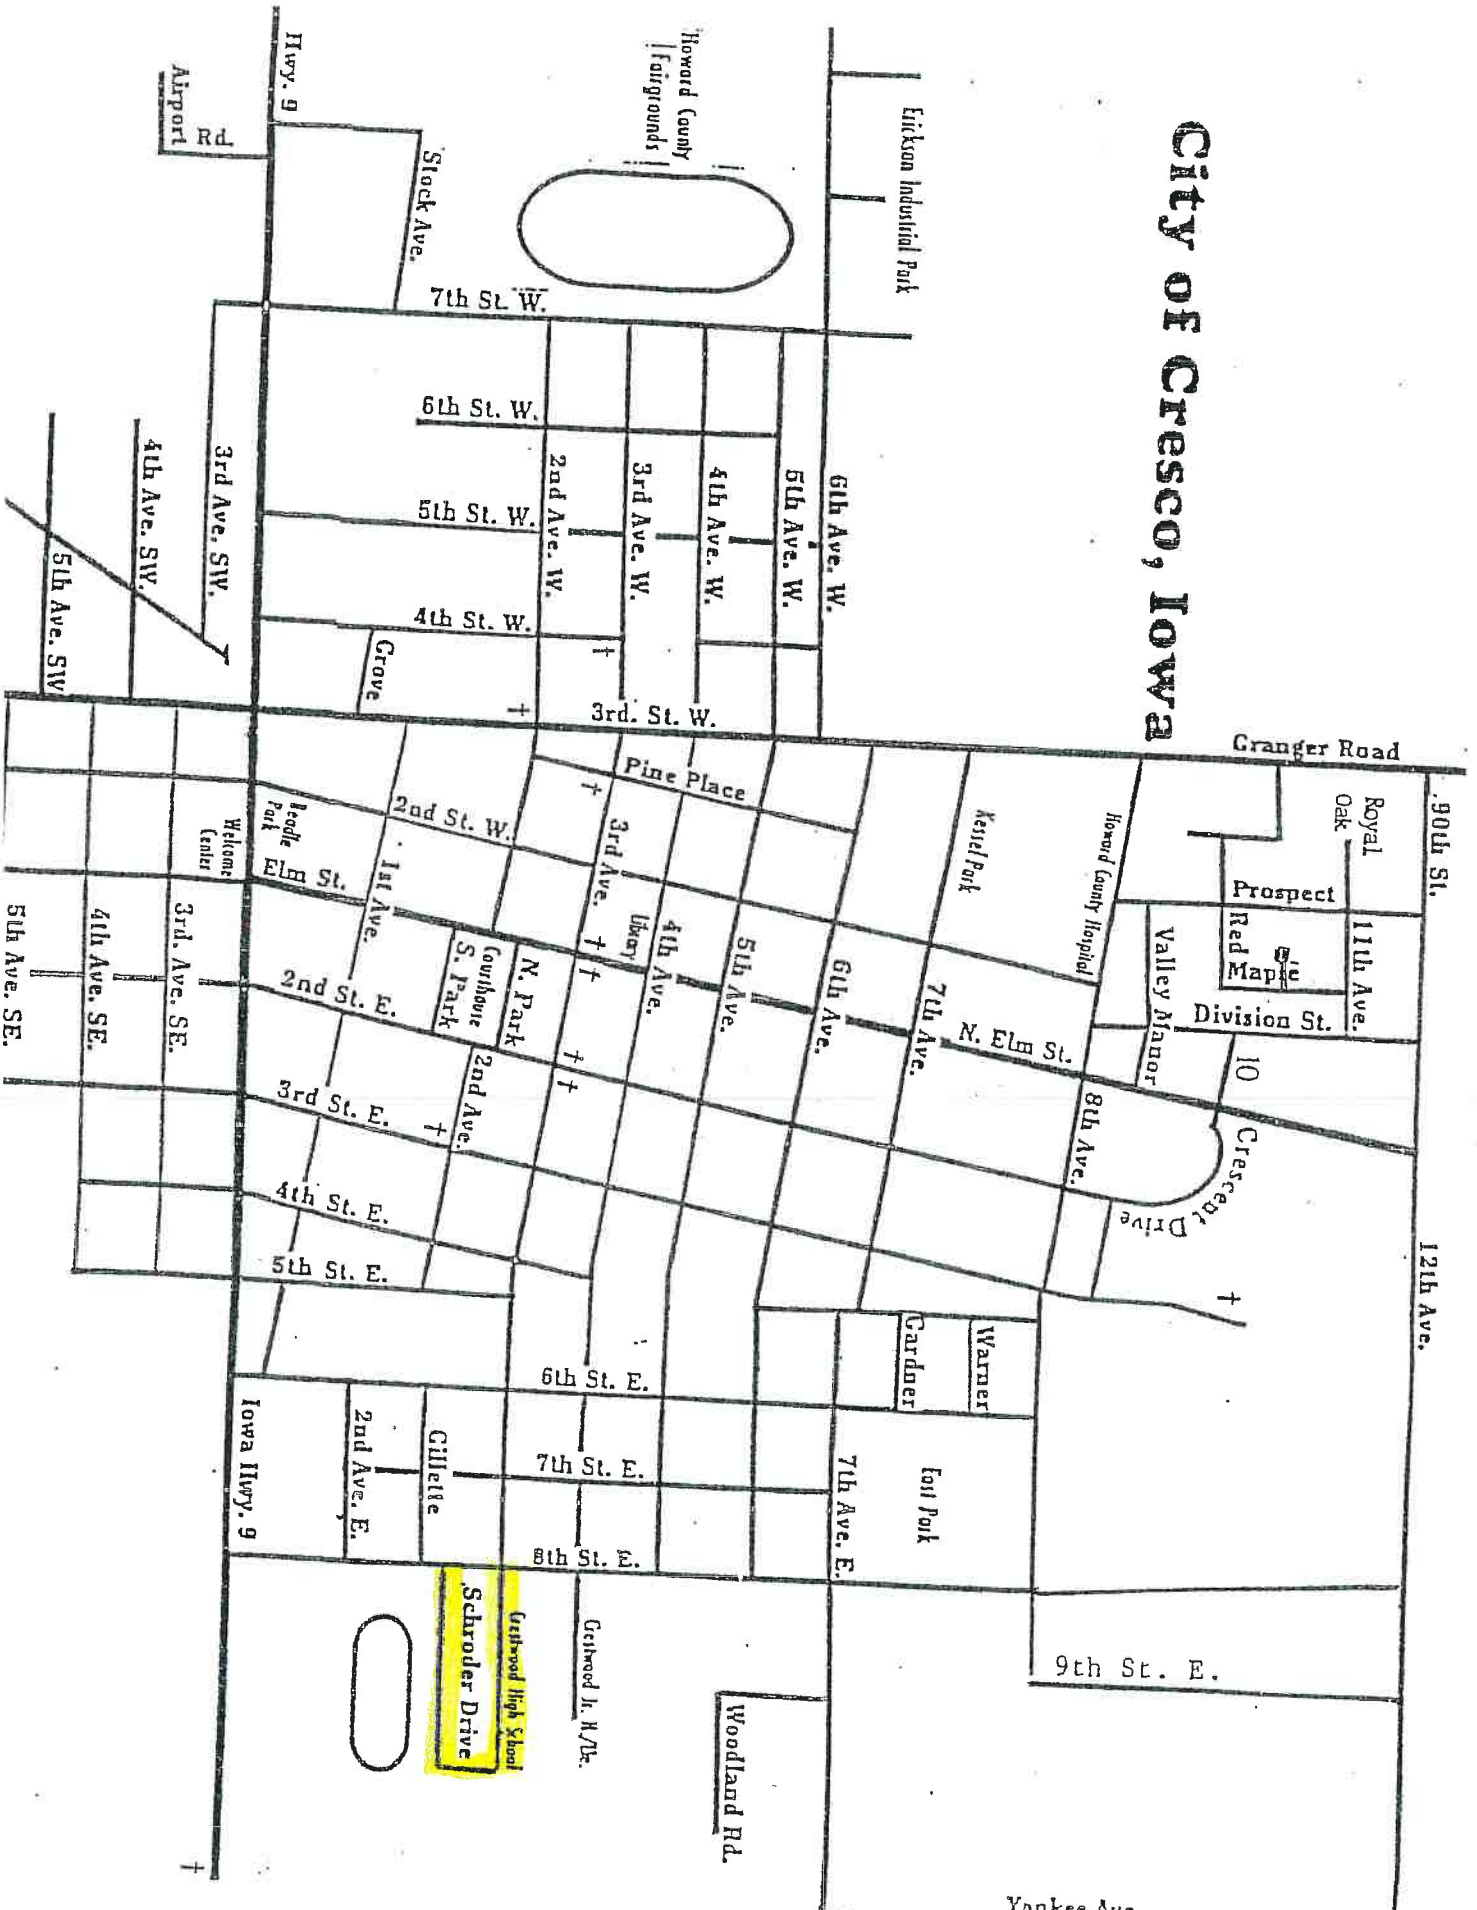 City of Cresco, Iowa
Hwy. 9
Airport Rd.
Stock Ave.
Howard County
Fairgrounds
Erickson Industrial Park
7th St. W.
6th St. W.
5th St. W.
4th St. W.
2nd Ave. W.
3rd Ave. W.
4th Ave. W.
5th Ave. W.
6th Ave. W.
3rd Ave. SW.
4th Ave. SW.
5th Ave. SW
Grove
3rd. St. W.
Granger Road
Pine Place
2nd St. W.
Beadle
Park
Welcome
Center
Elm St.
1st Ave.
3rd Ave.
Library
4th Ave.
5th Ave.
6th Ave.
7th Ave.
Kessel Park
Howard County Hospital
Royal
Oak
90th St.
Prospect
Red
Maple
11th Ave.
Valley Manor
Division St.
10
N. Elm St.
8th Ave.
Crescent Drive
12th Ave.
Courthouse
S. Park
N. Park
2nd St. E.
2nd Ave.
3rd St. E.
4th St. E.
5th St. E.
3rd. Ave. SE.
4th Ave. SE.
5th Ave. SE.
6th St. E.
7th St. E.
8th St. E.
Gardner
Warner
East Park
7th Ave. E.
Iowa Hwy. 9
2nd Ave. E.
Gillette
Schroder Drive
Crestwood High School
Crestwood Jr. H./
Woodland Rd.
9th St. E.
Yankee Ave.